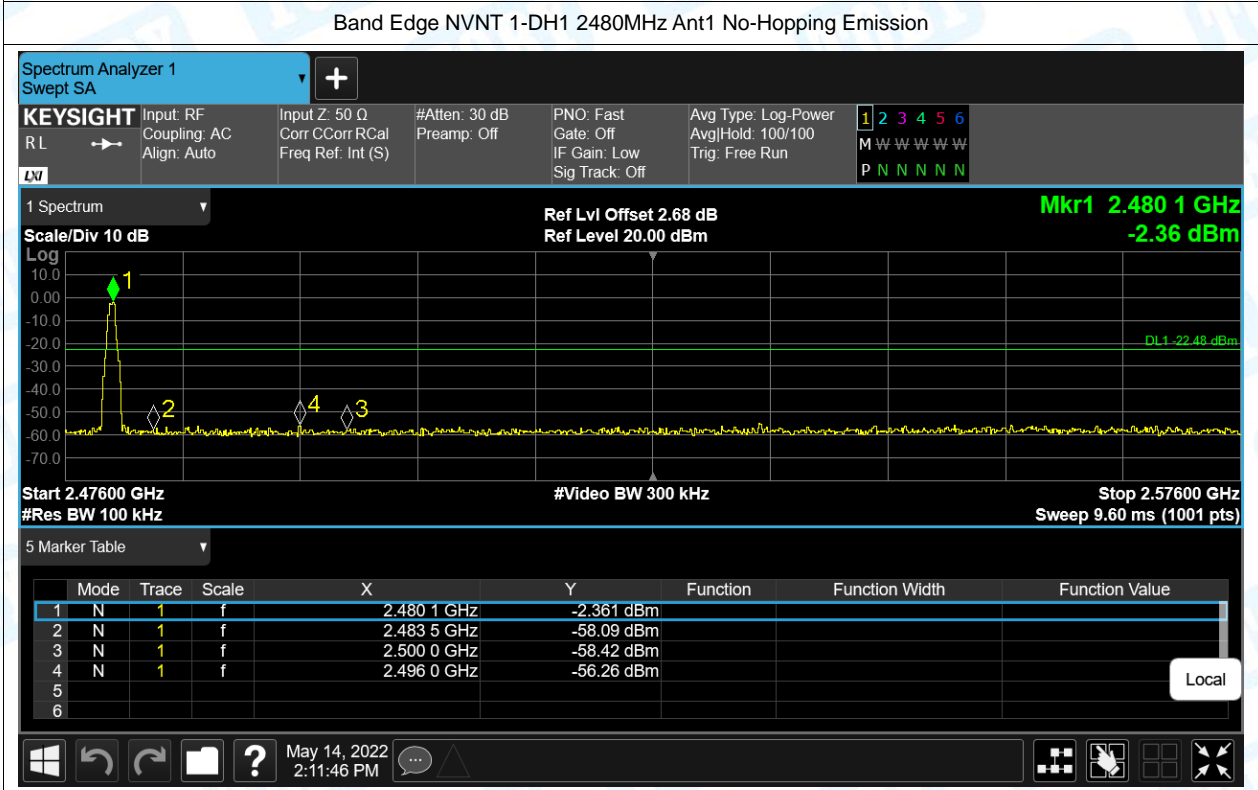 Band Edge NVNT 1-DH1 2480MHz Ant1 No-Hopping Emission
Spectrum Analyzer 1
Swept SA
+
KEYSIGHT
RL
LXI
Input: RF
Coupling: AC
Align: Auto
Input Z: 50 Ω
Corr CCorr RCal
Freq Ref: Int (S)
#Atten: 30 dB
Preamp: Off
PNO: Fast
Gate: Off
IF Gain: Low
Sig Track: Off
Avg Type: Log-Power
Avg|Hold: 100/100
Trig: Free Run
1 2 3 4 5 6
M W W W W W
P N N N N N
1 Spectrum
Scale/Div 10 dB
Ref Lvl Offset 2.68 dB
Ref Level 20.00 dBm
Mkr1 2.480 1 GHz
-2.36 dBm
Log
10.0
0.00
-10.0
-20.0
-30.0
-40.0
-50.0
-60.0
-70.0
1
2
4
3
DL1 -22.48 dBm
Start 2.47600 GHz
#Res BW 100 kHz
#Video BW 300 kHz
Stop 2.57600 GHz
Sweep 9.60 ms (1001 pts)
5 Marker Table
Mode Trace Scale X Y Function Function Width Function Value
1 N 1 f 2.480 1 GHz -2.361 dBm
2 N 1 f 2.483 5 GHz -58.09 dBm
3 N 1 f 2.500 0 GHz -58.42 dBm
4 N 1 f 2.496 0 GHz -56.26 dBm
5
6
Local
?
May 14, 2022
2:11:46 PM